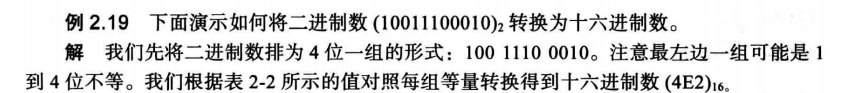 例 2.19 下面演示如何将二进制数 (10011100010)₂ 转换为十六进制数。
解 我们先将二进制数排为 4 位一组的形式：100 1110 0010。注意最左边一组可能是 1
到 4 位不等。我们根据表 2-2 所示的值对照每组等量转换得到十六进制数 (4E2)₁₆。